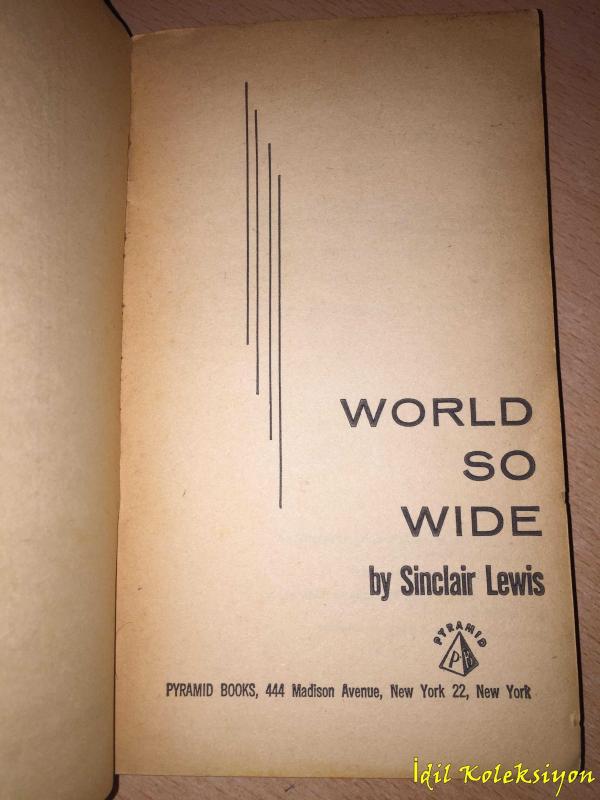 WORLD
SO
WIDE
by Sinclair Lewis
PYRAMID
PYRAMID BOOKS, 444 Madison Avenue, New York 22, New York
İdil Koleksiyon